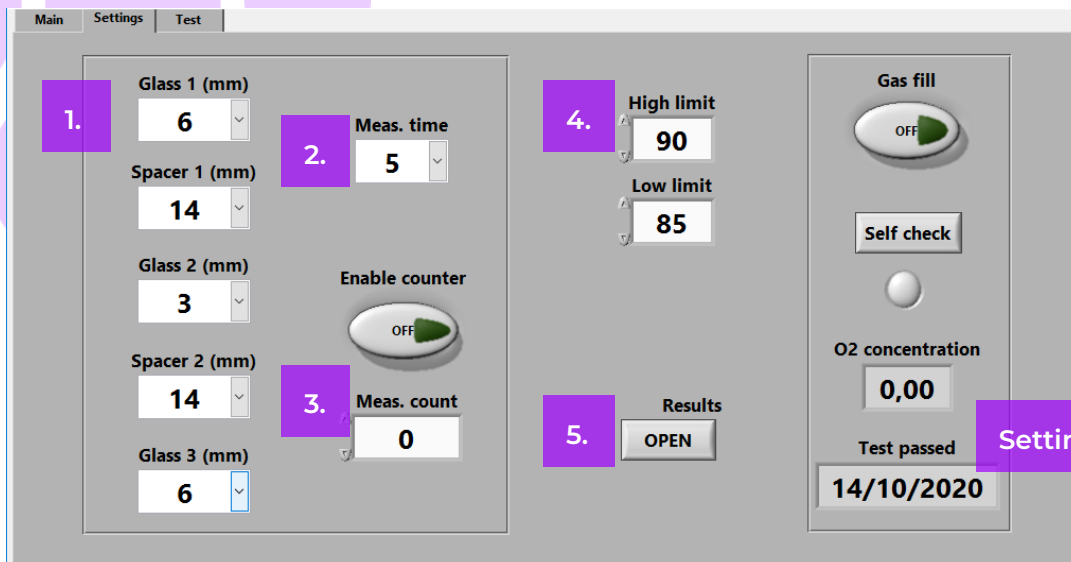 Main Settings Test
1.
Glass 1 (mm)
6
Spacer 1 (mm)
14
Glass 2 (mm)
3
Spacer 2 (mm)
14
Glass 3 (mm)
6
2.
Meas. time
5
Enable counter
OFF
3.
Meas. count
0
4.
High limit
90
Low limit
85
5.
Results
OPEN
Gas fill
OFF
Self check
O2 concentration
0,00
Test passed
14/10/2020